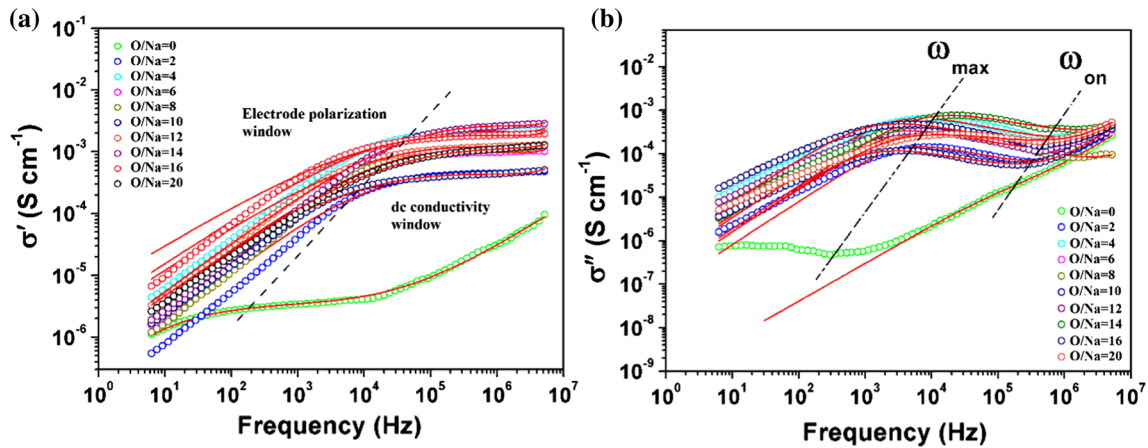 (a)
10⁻¹
10⁻²
10⁻³
10⁻⁴
10⁻⁵
10⁻⁶
σ′ (S cm⁻¹)
O/Na=0
O/Na=2
O/Na=4
O/Na=6
O/Na=8
O/Na=10
O/Na=12
O/Na=14
O/Na=16
O/Na=20
Electrode polarization
window
dc conductivity
window
10⁰ 10¹ 10² 10³ 10⁴ 10⁵ 10⁶ 10⁷
Frequency (Hz)
(b)
10⁻²
10⁻³
10⁻⁴
10⁻⁵
10⁻⁶
10⁻⁷
10⁻⁸
10⁻⁹
σ″ (S cm⁻¹)
ωmax
ωon
O/Na=0
O/Na=2
O/Na=4
O/Na=6
O/Na=8
O/Na=10
O/Na=12
O/Na=14
O/Na=16
O/Na=20
10⁰ 10¹ 10² 10³ 10⁴ 10⁵ 10⁶ 10⁷
Frequency (Hz)